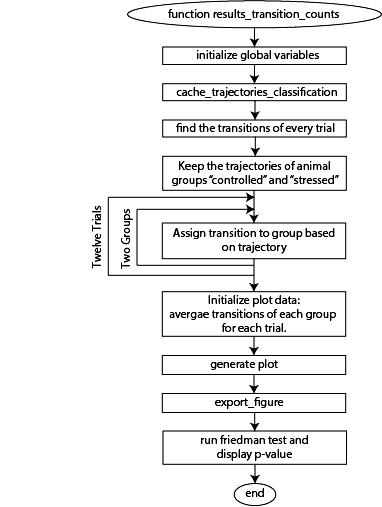 function results_transition_counts
initialize global variables
cache_trajectories_classification
find the transitions of every trial
Keep the trajectories of animal
groups “controlled” and “stressed”
Twelve Trials
Two Groups
Assign transition to group based
on trajectory
Initialize plot data:
avergae transitions of each group
for each trial.
generate plot
export_figure
run friedman test and
display p-value
end